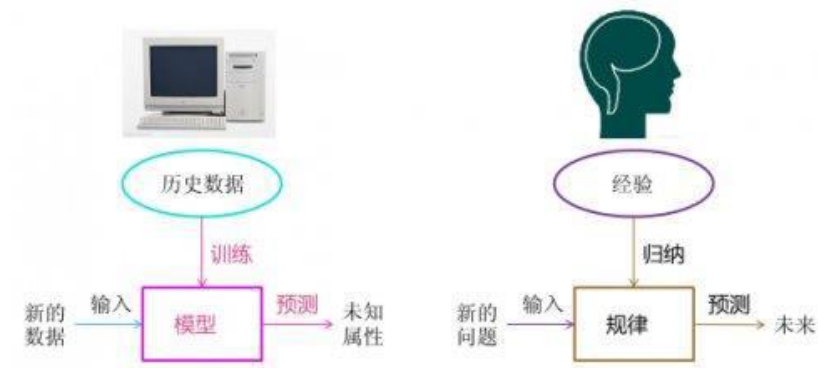 历史数据
训练
新的
数据
输入
模型
预测
未知
属性
经验
归纳
新的
问题
输入
规律
预测
未来